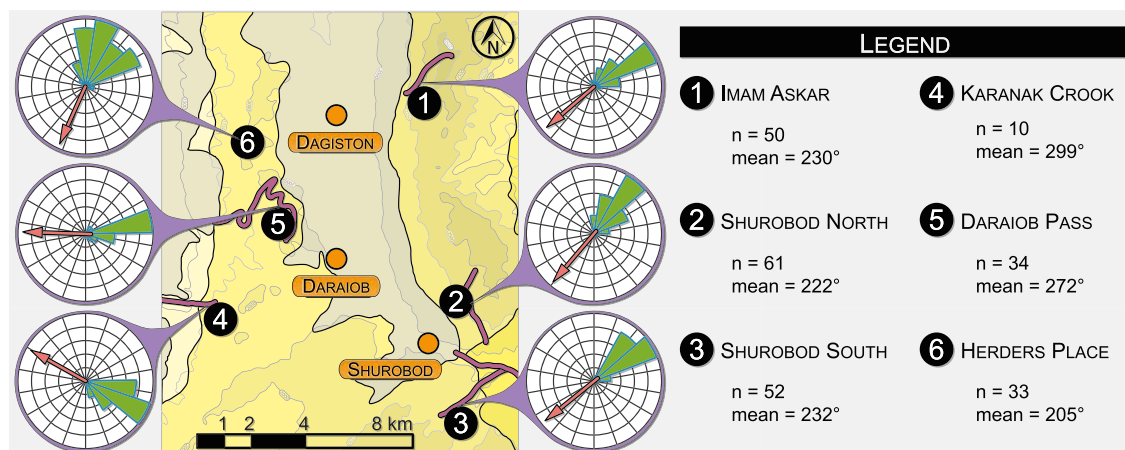 N
1
DAGISTON
6
5
DARAIOB
2
4
SHUROBOD
3
1 2 4 8 km
LEGEND
1 IMAM ASKAR
n = 50
mean = 230°
4 KARANAK CROOK
n = 10
mean = 299°
2 SHUROBOD NORTH
n = 61
mean = 222°
5 DARAIOB PASS
n = 34
mean = 272°
3 SHUROBOD SOUTH
n = 52
mean = 232°
6 HERDERS PLACE
n = 33
mean = 205°